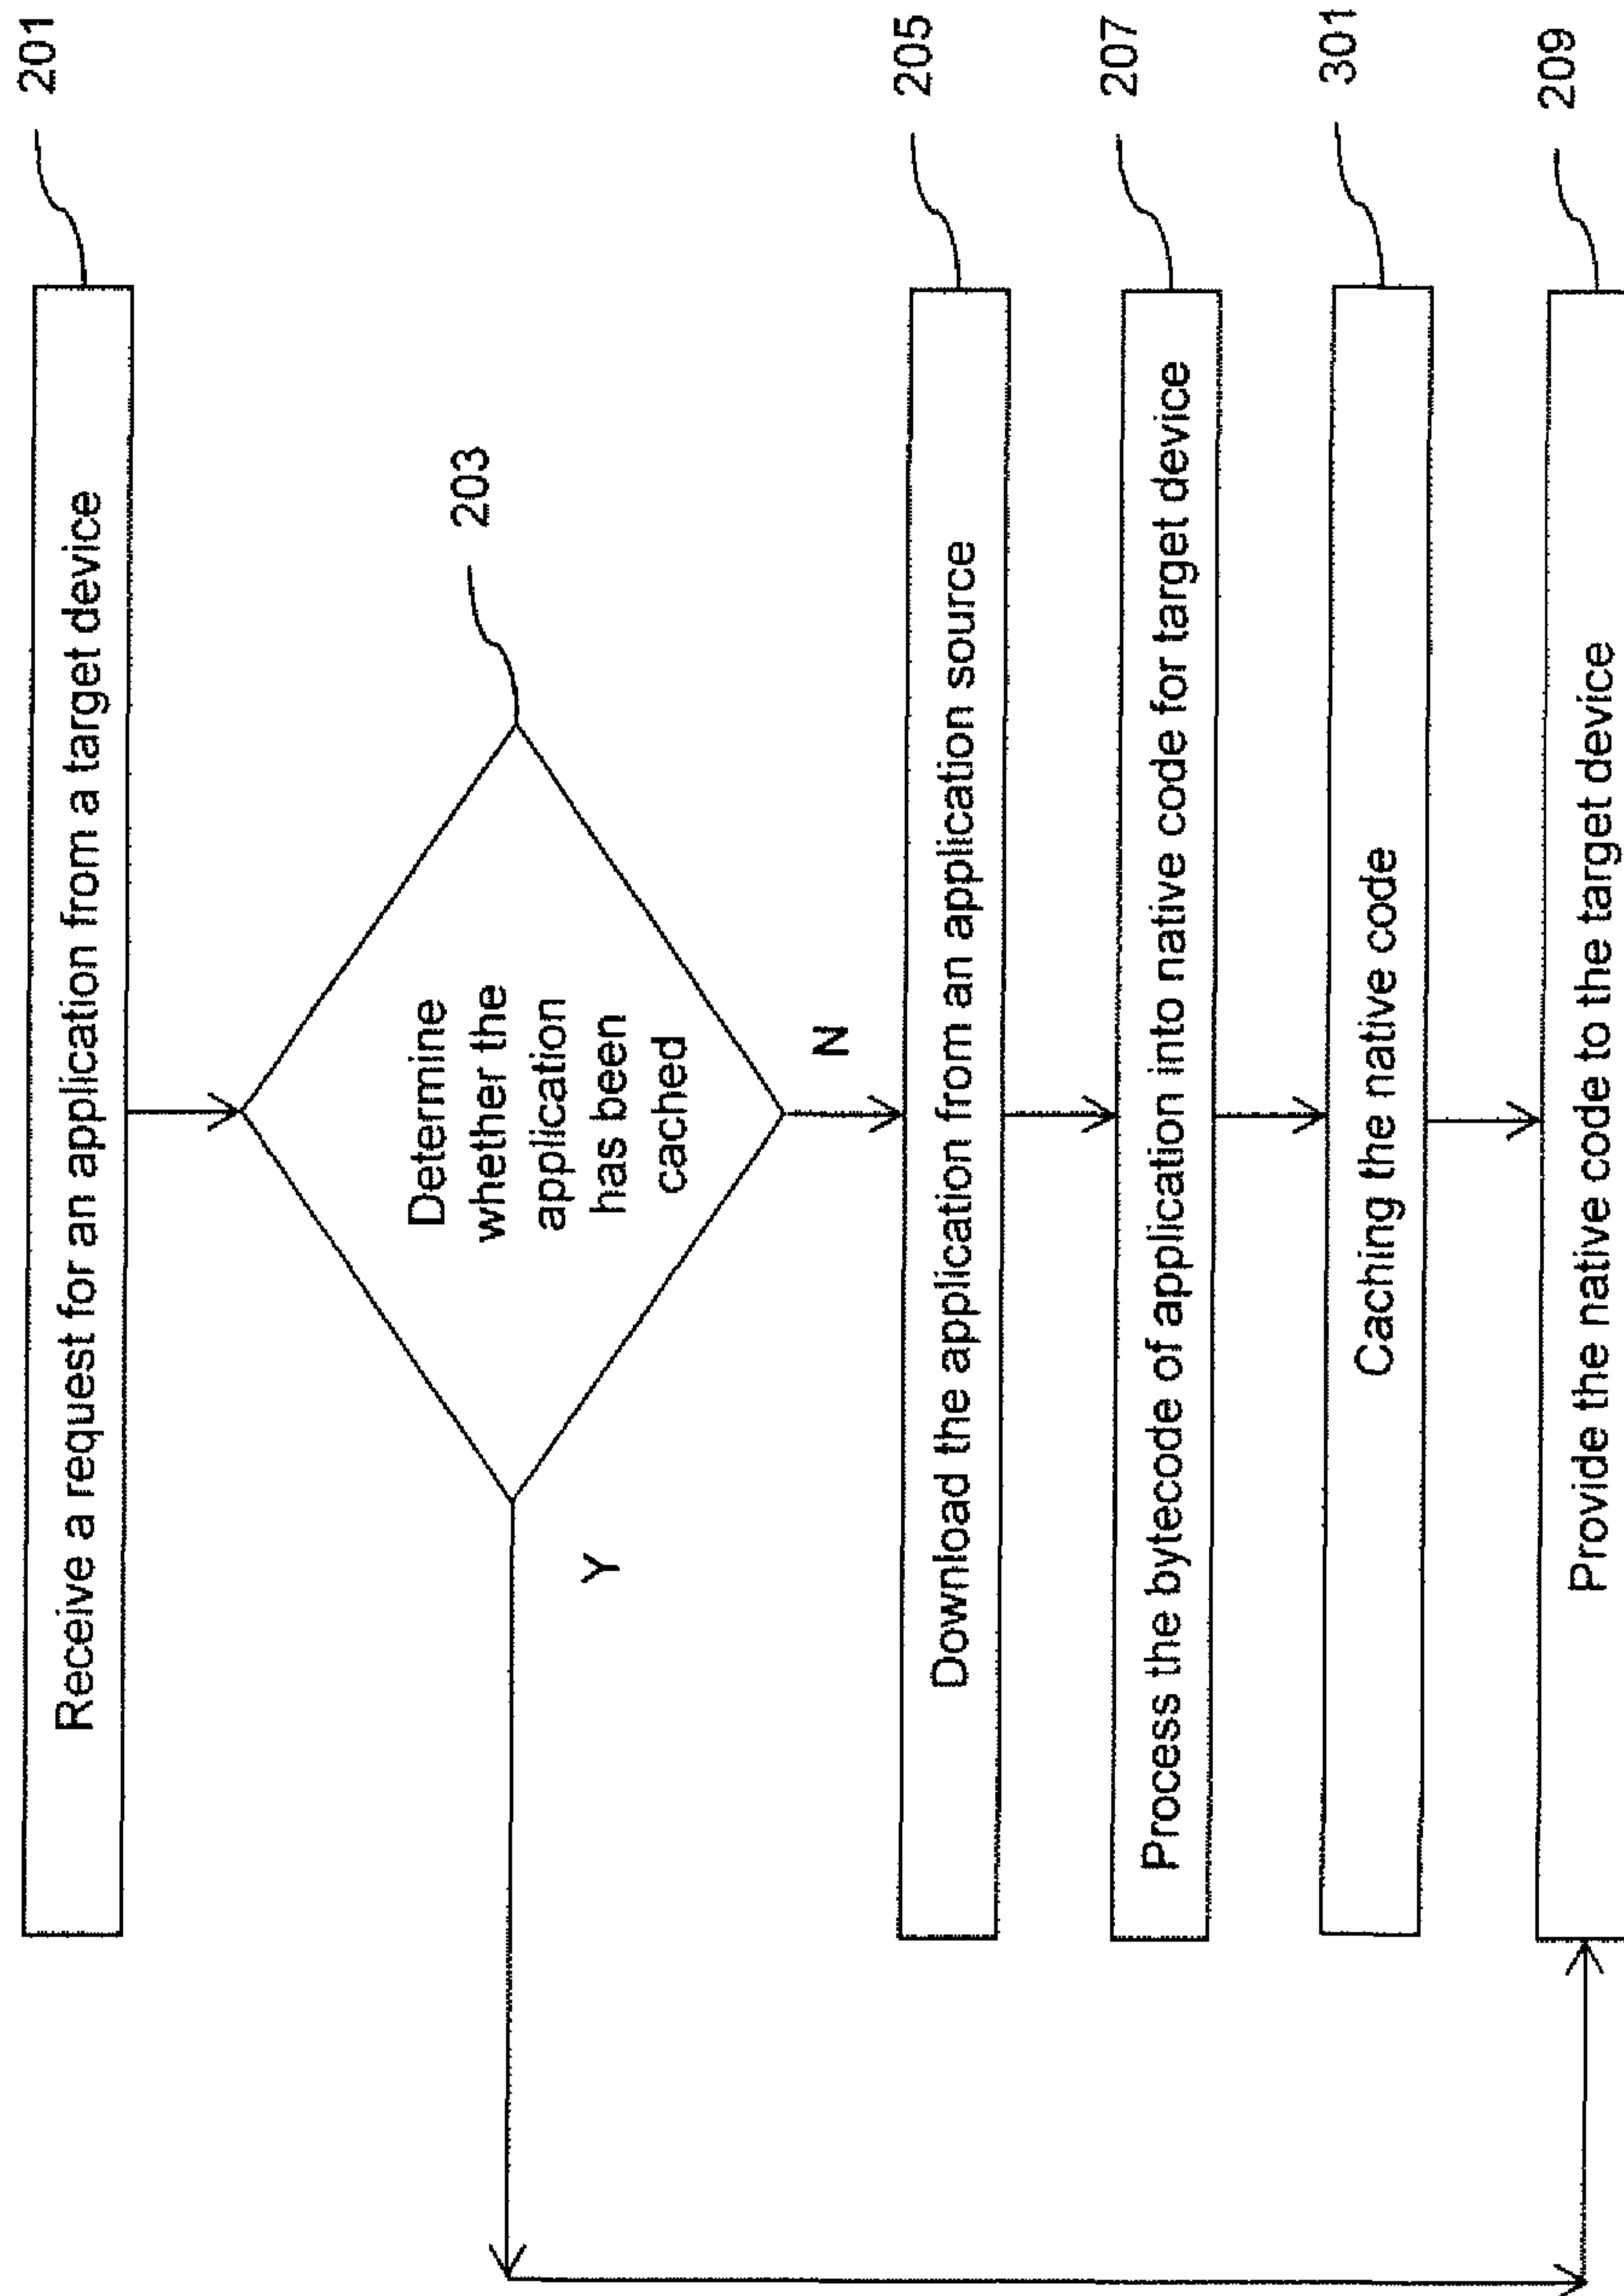 201
Receive a request for an application from a target device
203
Determine
whether the
application
has been
cached
Y
N
205
Download the application from an application source
207
Process the bytecode of application into native code for target device
301
Caching the native code
209
Provide the native code to the target device